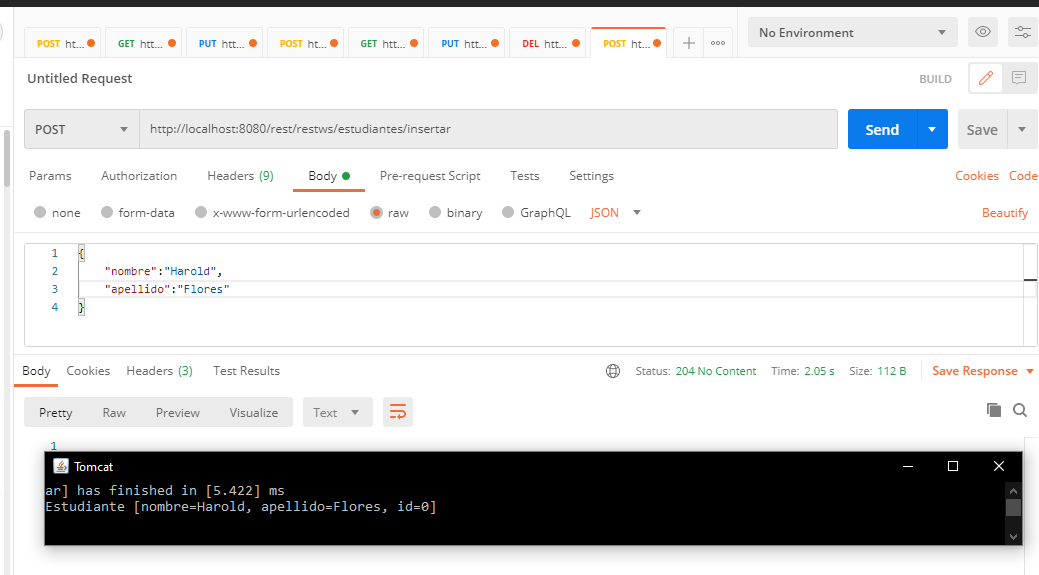 POST ht... GET htt... PUT htt... POST ht... GET htt... PUT htt... DEL htt... POST ht... No Environment
Untitled Request BUILD
POST http://localhost:8080/rest/restws/estudiantes/insertar Send Save
Params Authorization Headers (9) Body Pre-request Script Tests Settings Cookies Code
none form-data x-www-form-urlencoded raw binary GraphQL JSON Beautify
1 {
2 "nombre":"Harold",
3 "apellido":"Flores"
4 }
Body Cookies Headers (3) Test Results Status: 204 No Content Time: 2.05 s Size: 112 B Save Response
Pretty Raw Preview Visualize Text
1
Tomcat
ar] has finished in [5.422] ms
Estudiante [nombre=Harold, apellido=Flores, id=0]